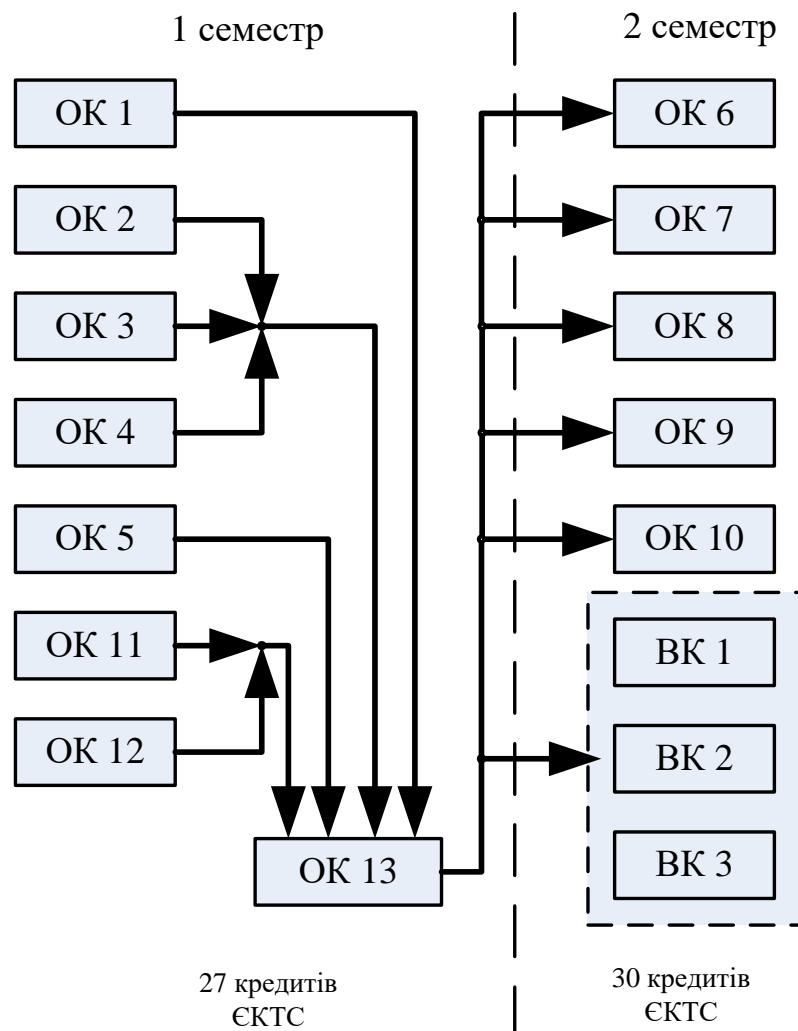 1 семестр
2 семестр
ОК 1
ОК 6
ОК 2
ОК 7
ОК 3
ОК 8
ОК 4
ОК 9
ОК 5
ОК 10
ОК 11
ВК 1
ОК 12
ВК 2
ОК 13
ВК 3
27 кредитів
ЄКТС
30 кредитів
ЄКТС